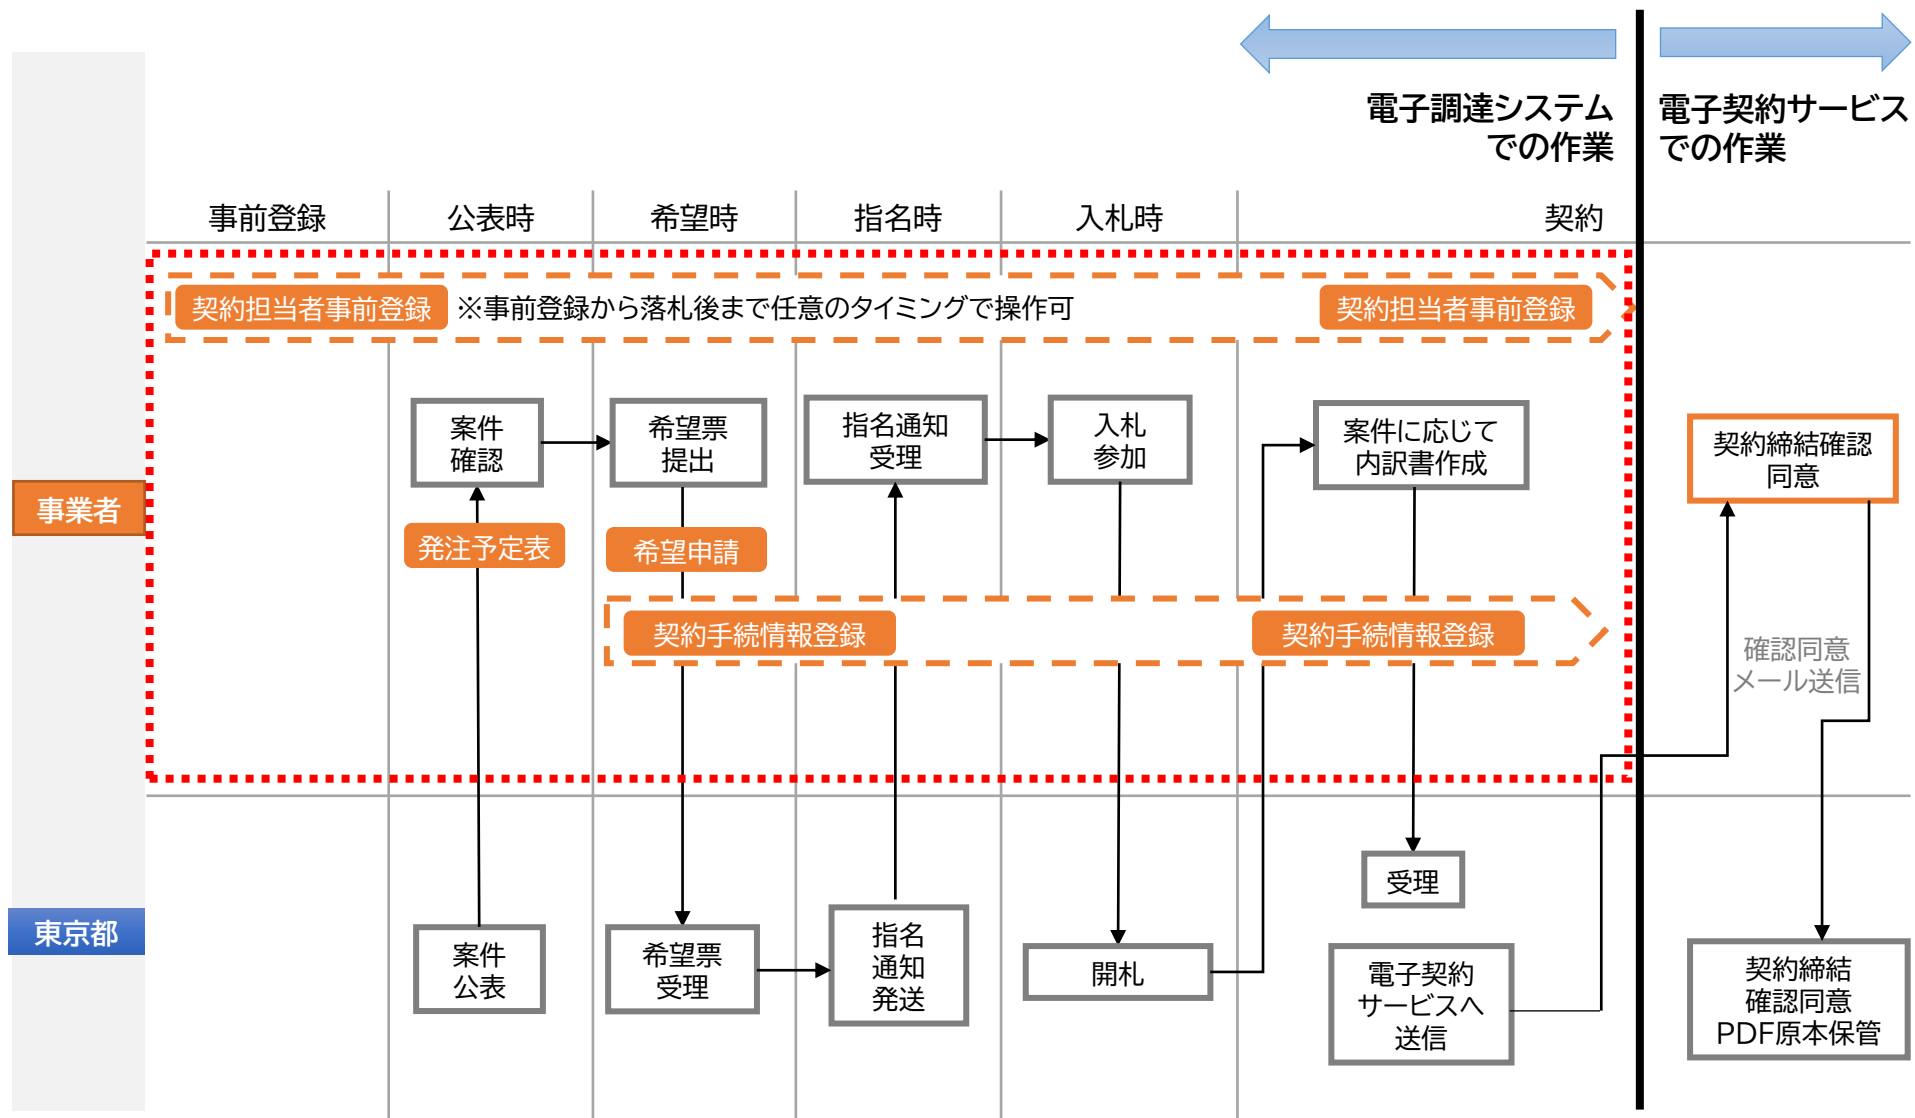 電子調達システム
での作業
電子契約サービス
での作業
事前登録
公表時
希望時
指名時
入札時
契約
契約担当者事前登録
※事前登録から落札後まで任意のタイミングで操作可
契約担当者事前登録
事業者
案件
確認
希望票
提出
指名通知
受理
入札
参加
案件に応じて
内訳書作成
契約締結確認
同意
発注予定表
希望申請
契約手続情報登録
契約手続情報登録
確認同意
メール送信
東京都
案件
公表
希望票
受理
指名
通知
発送
開札
受理
電子契約
サービスへ
送信
契約締結
確認同意
PDF原本保管